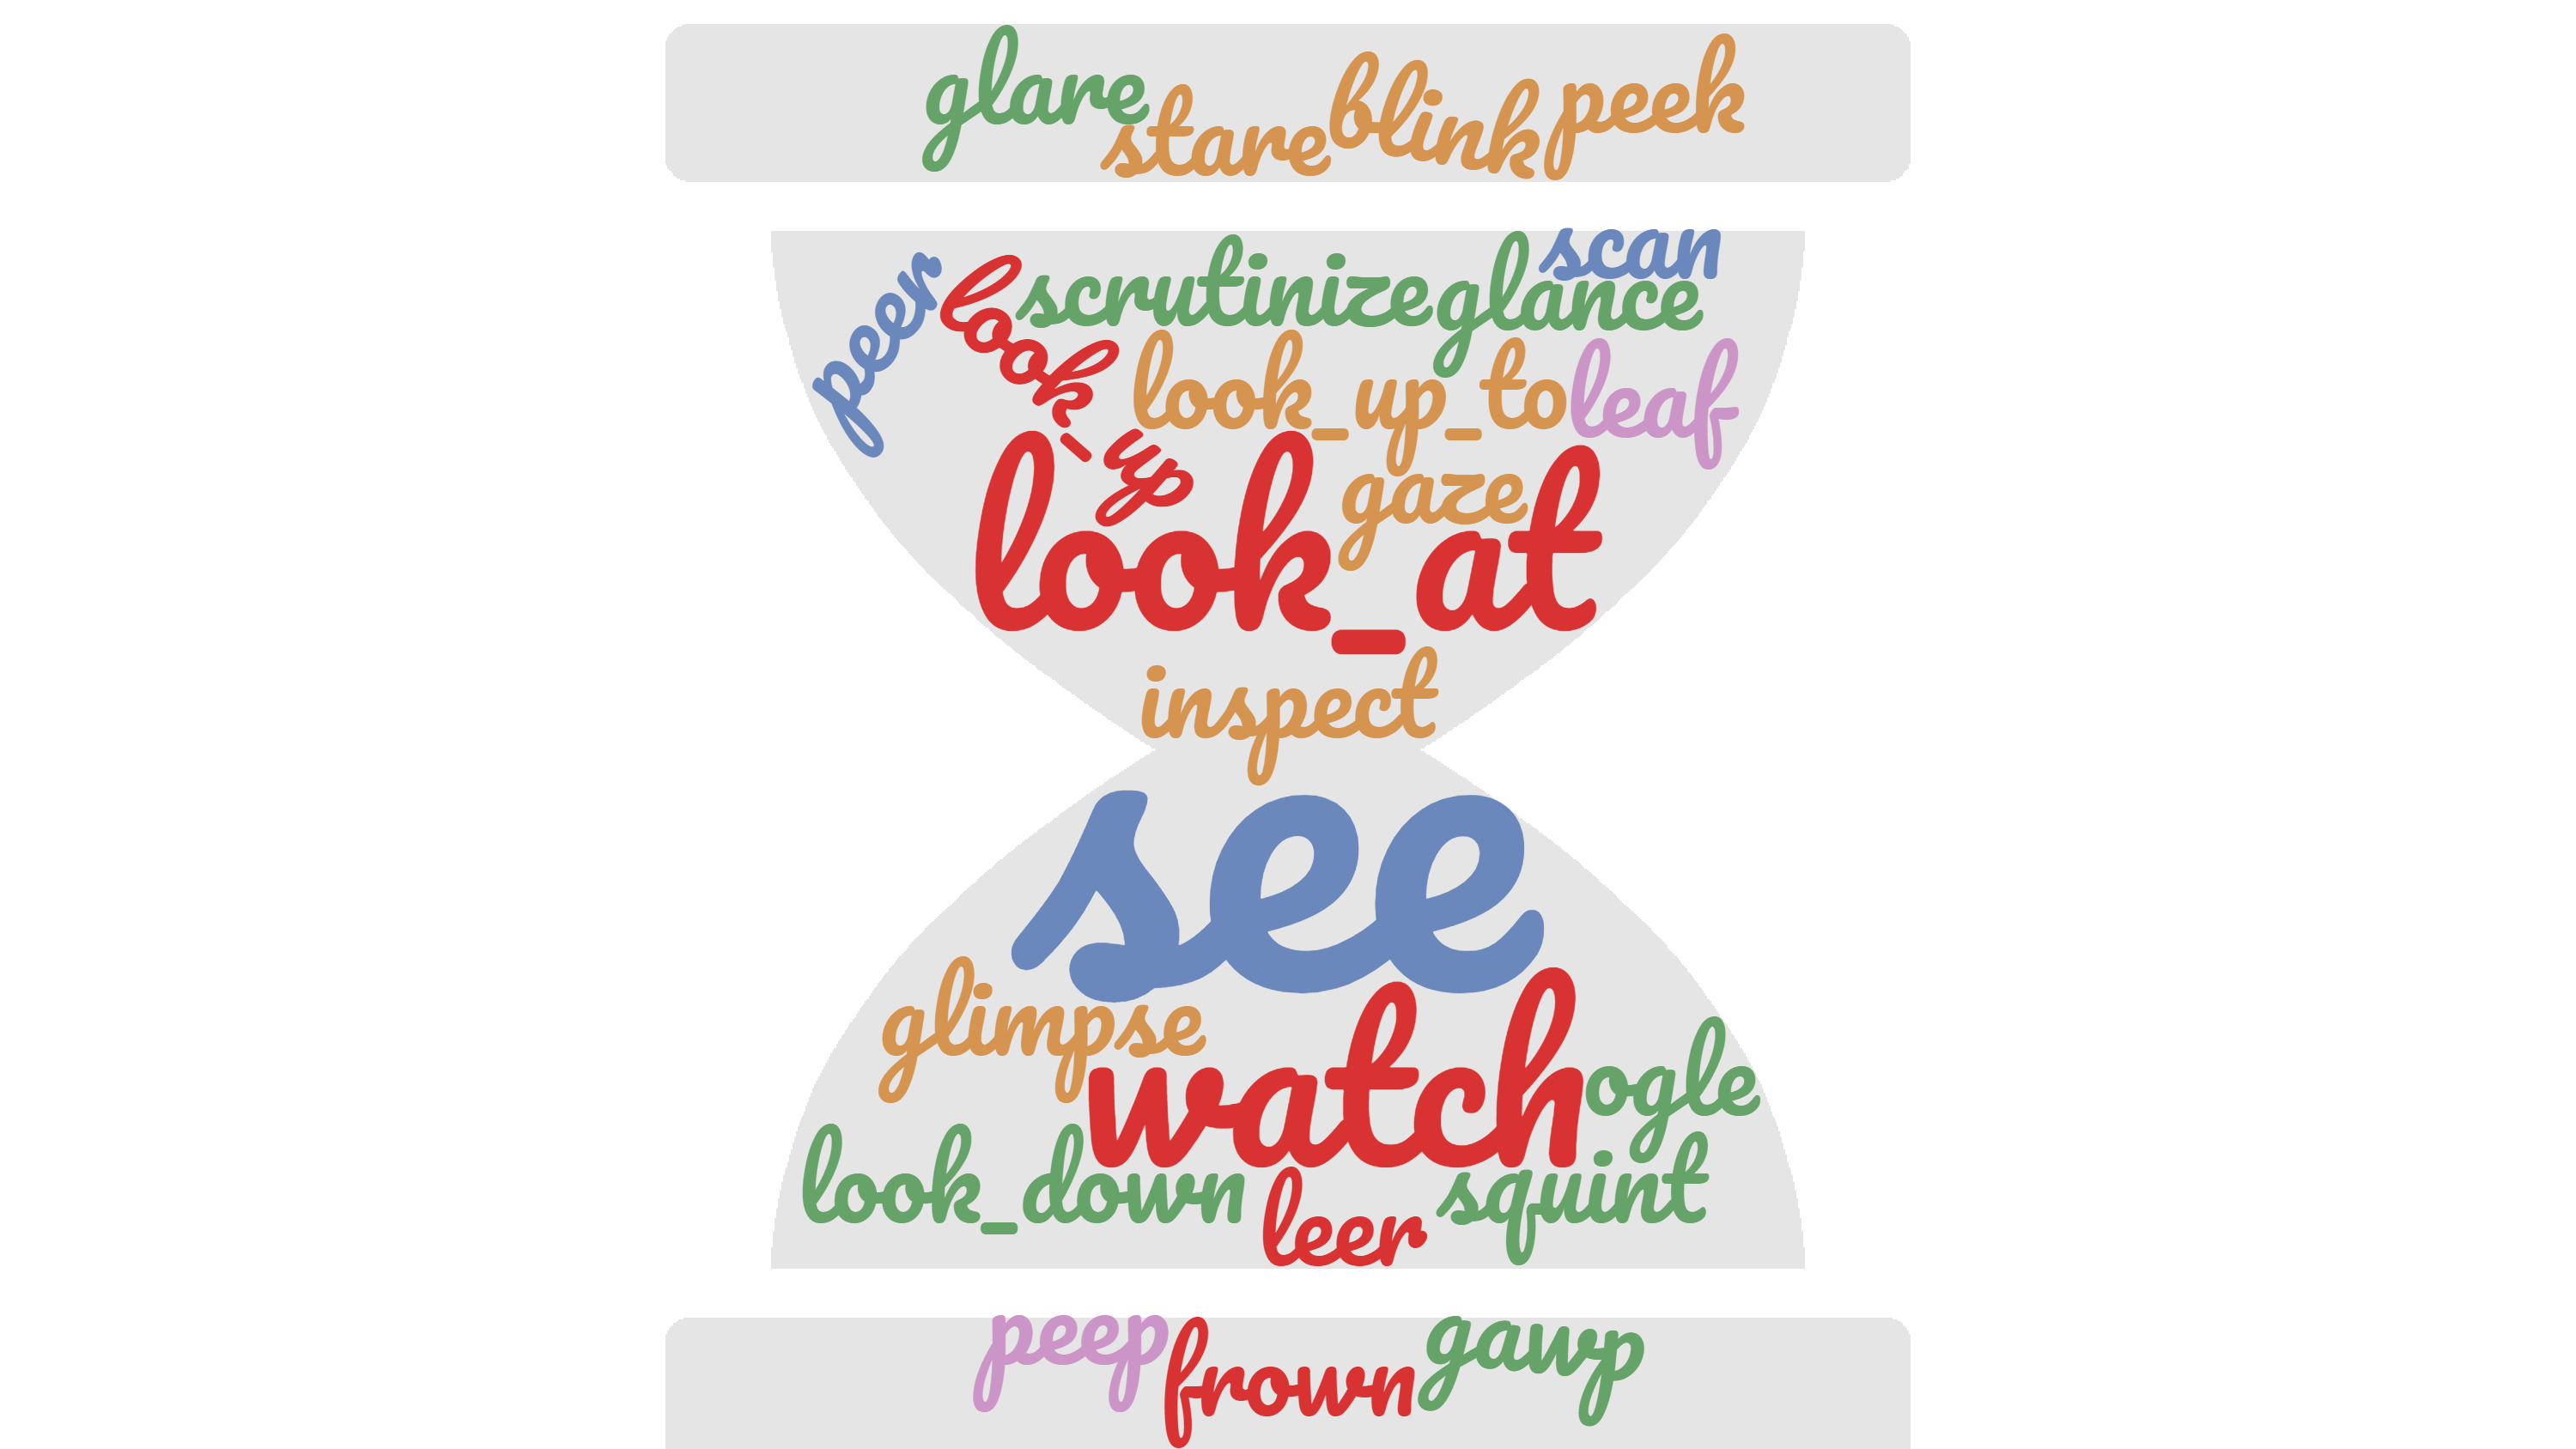 glare
stare
blink
peek
scan
peer
look_up
scrutinize
glance
look_up_to
leaf
gaze
look_at
inspect
see
glimpse
watch
ogle
look_down
leer
squint
peep
frown
gawp